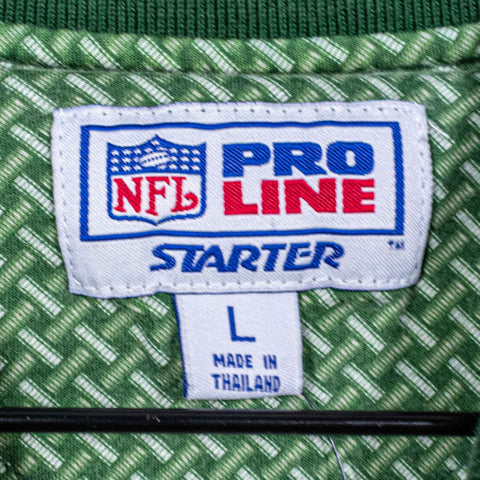 NFL PRO
LINE
STARTER ™
L
MADE IN
THAILAND